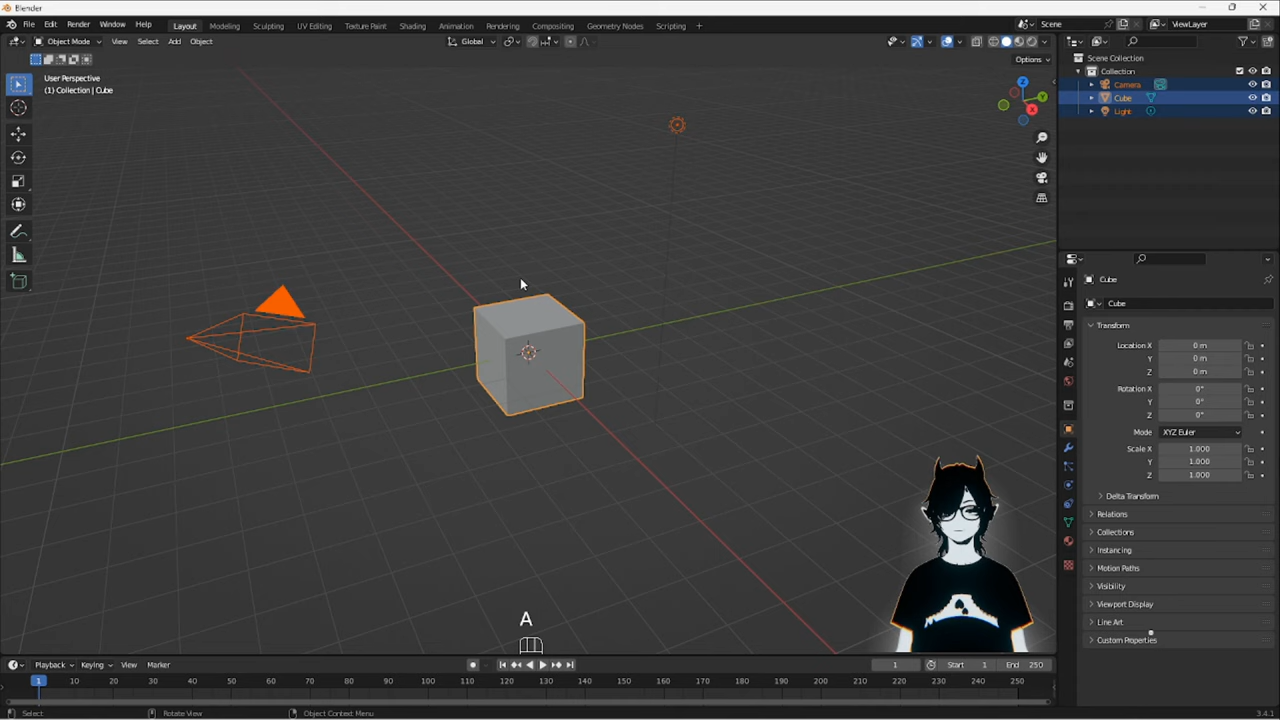 Blender
File Edit Render Window Help Layout Modeling Sculpting UV Editing Texture Paint Shading Animation Rendering Compositing Geometry Nodes Scripting + Scene ViewLayer
Object Mode View Select Add Object Global
Options
User Perspective
(1) Collection | Cube
Z
Y
X
Scene Collection
Collection
Camera
Cube
Light
Cube
Cube
Transform
Location X 0 m
Y 0 m
Z 0 m
Rotation X 0°
Y 0°
Z 0°
Mode XYZ Euler
Scale X 1.000
Y 1.000
Z 1.000
Delta Transform
Relations
Collections
Instancing
Motion Paths
Visibility
Viewport Display
Line Art
Custom Properties
A
Playback Keying View Marker 1 Start 1 End 250
1 10 20 30 40 50 60 70 80 90 100 110 120 130 140 150 160 170 180 190 200 210 220 230 240 250
Select Rotate View Object Context Menu 3.4.1